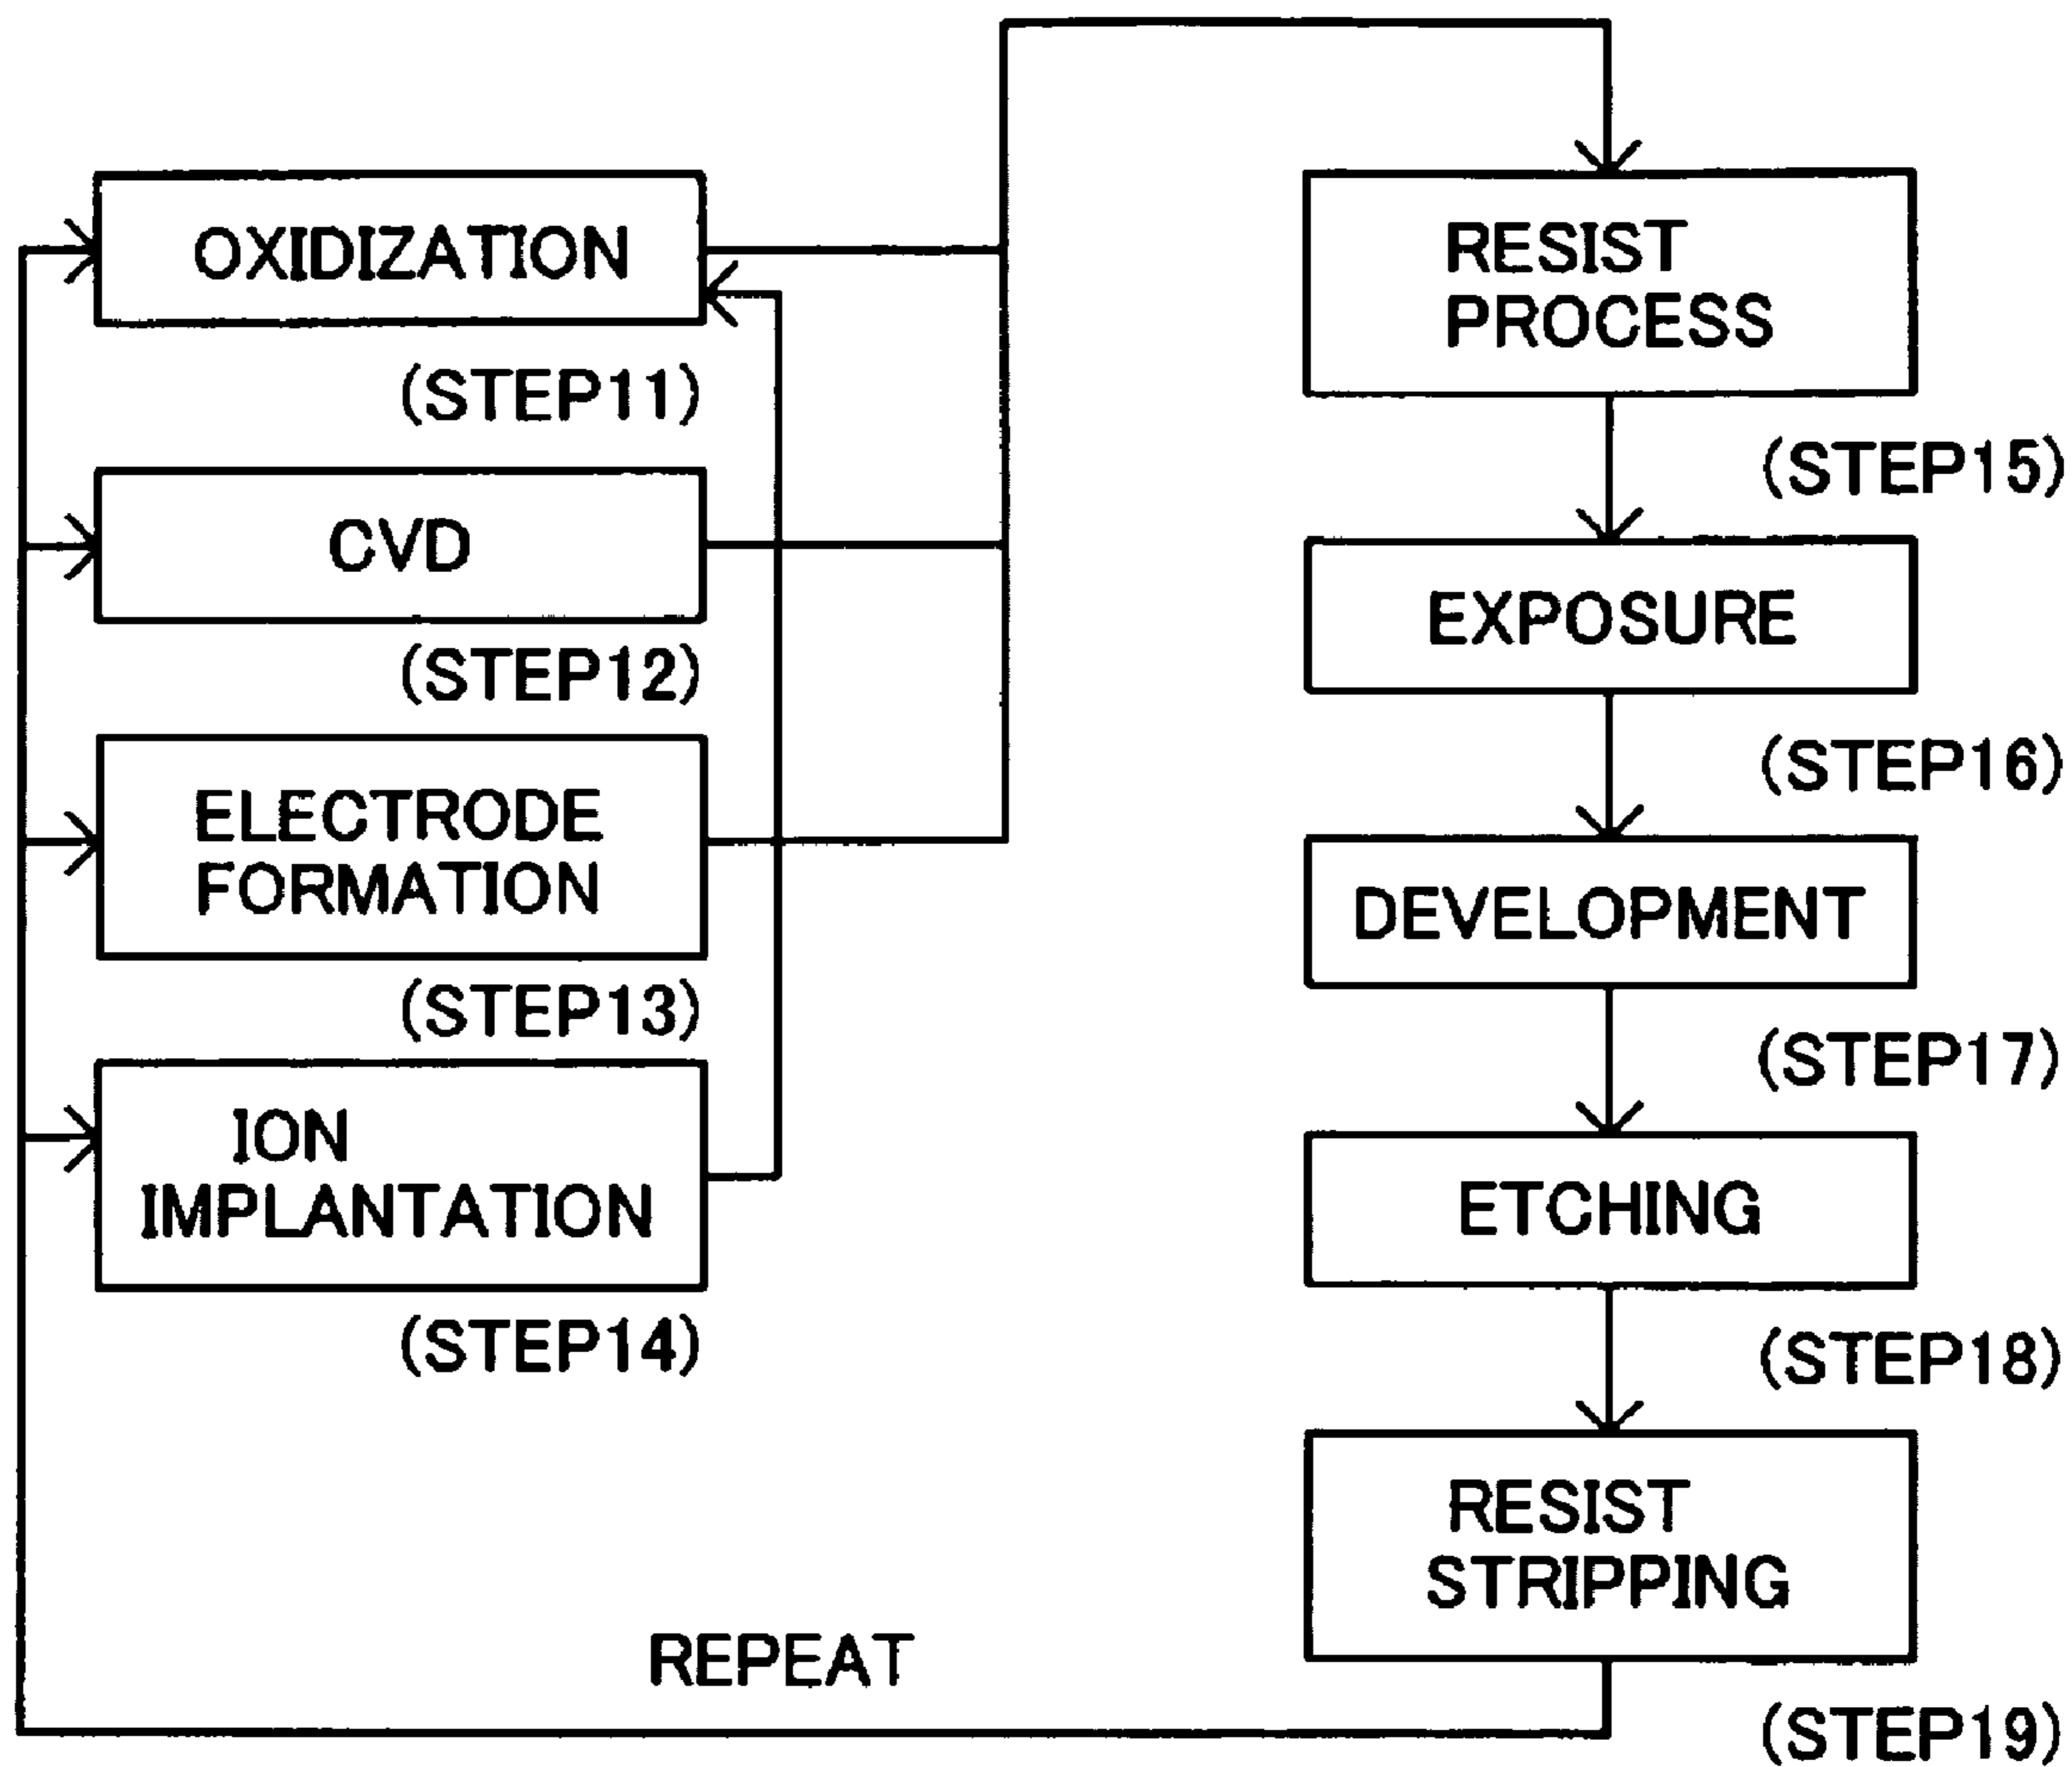 OXIDIZATION
(STEP11)
CVD
(STEP12)
ELECTRODE
FORMATION
(STEP13)
ION
IMPLANTATION
(STEP14)
RESIST
PROCESS
(STEP15)
EXPOSURE
(STEP16)
DEVELOPMENT
(STEP17)
ETCHING
(STEP18)
RESIST
STRIPPING
(STEP19)
REPEAT